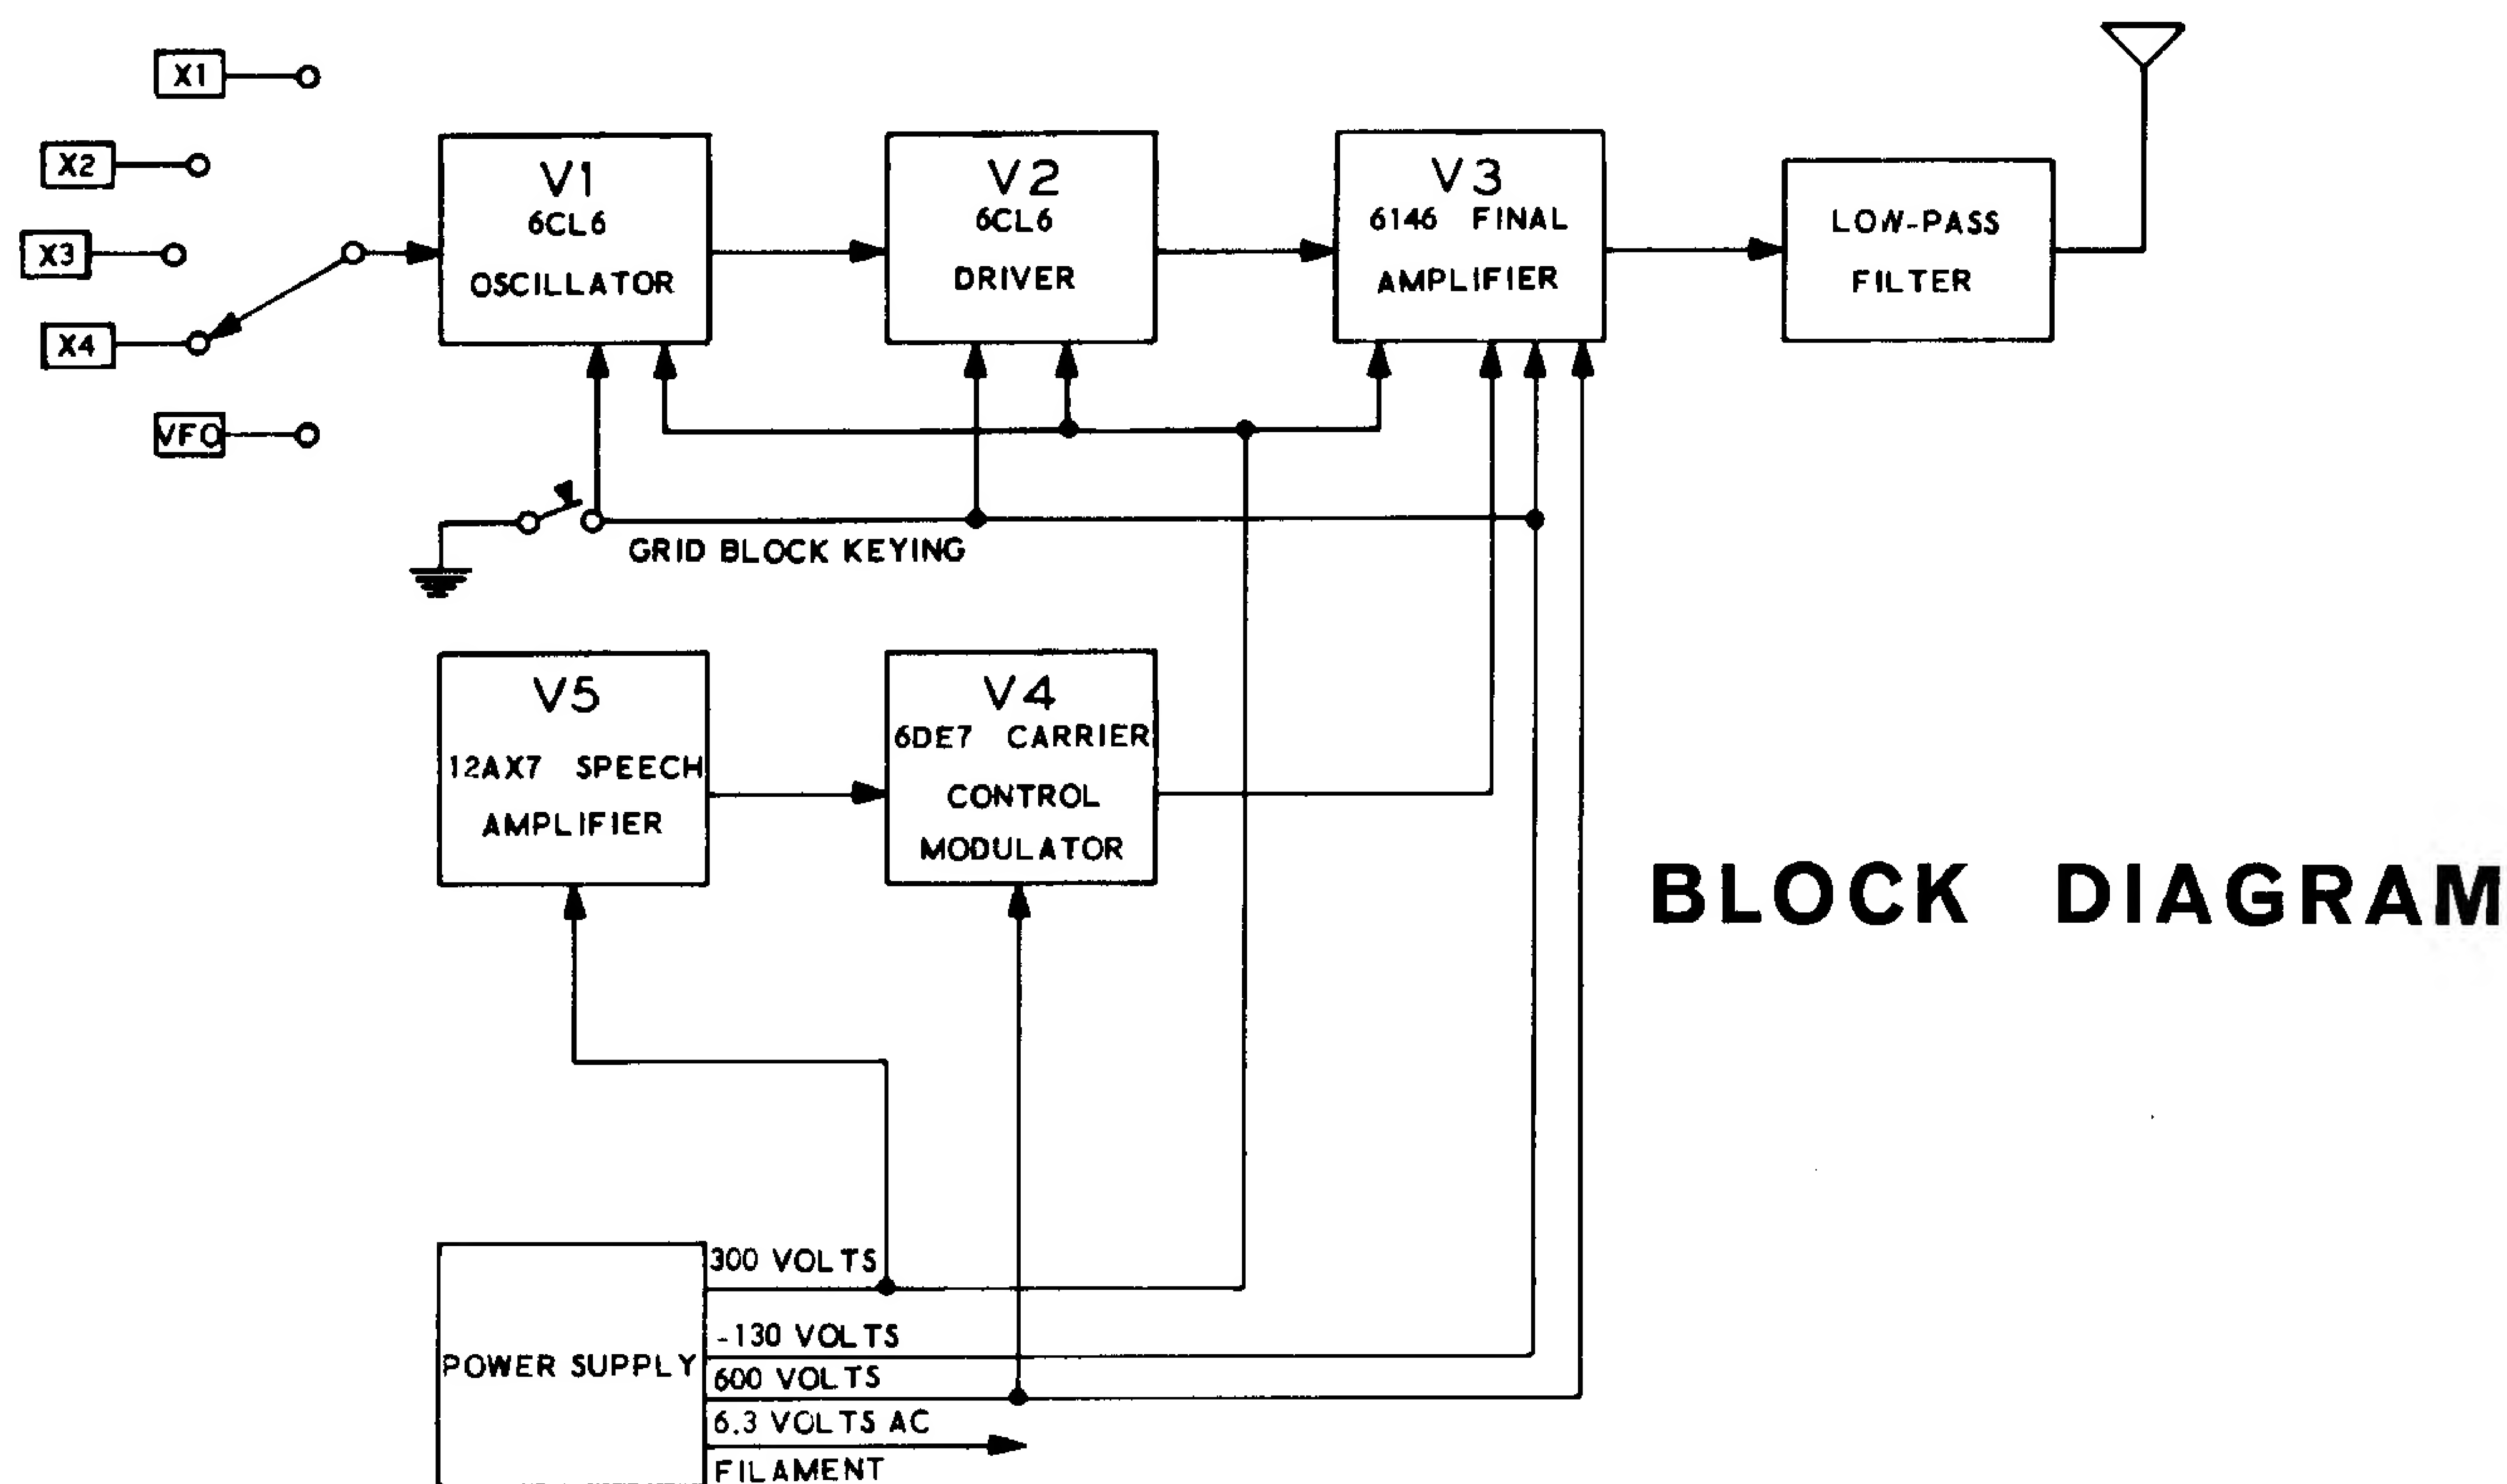 X1
X2
X3
X4
VFO
V1
6CL6
OSCILLATOR
V2
6CL6
DRIVER
V3
6146 FINAL
AMPLIFIER
LOW-PASS
FILTER
GRID BLOCK KEYING
V5
12AX7 SPEECH
AMPLIFIER
V4
6DE7 CARRIER
CONTROL
MODULATOR
BLOCK DIAGRAM
POWER SUPPLY
300 VOLTS
-130 VOLTS
600 VOLTS
6.3 VOLTS AC
FILAMENT